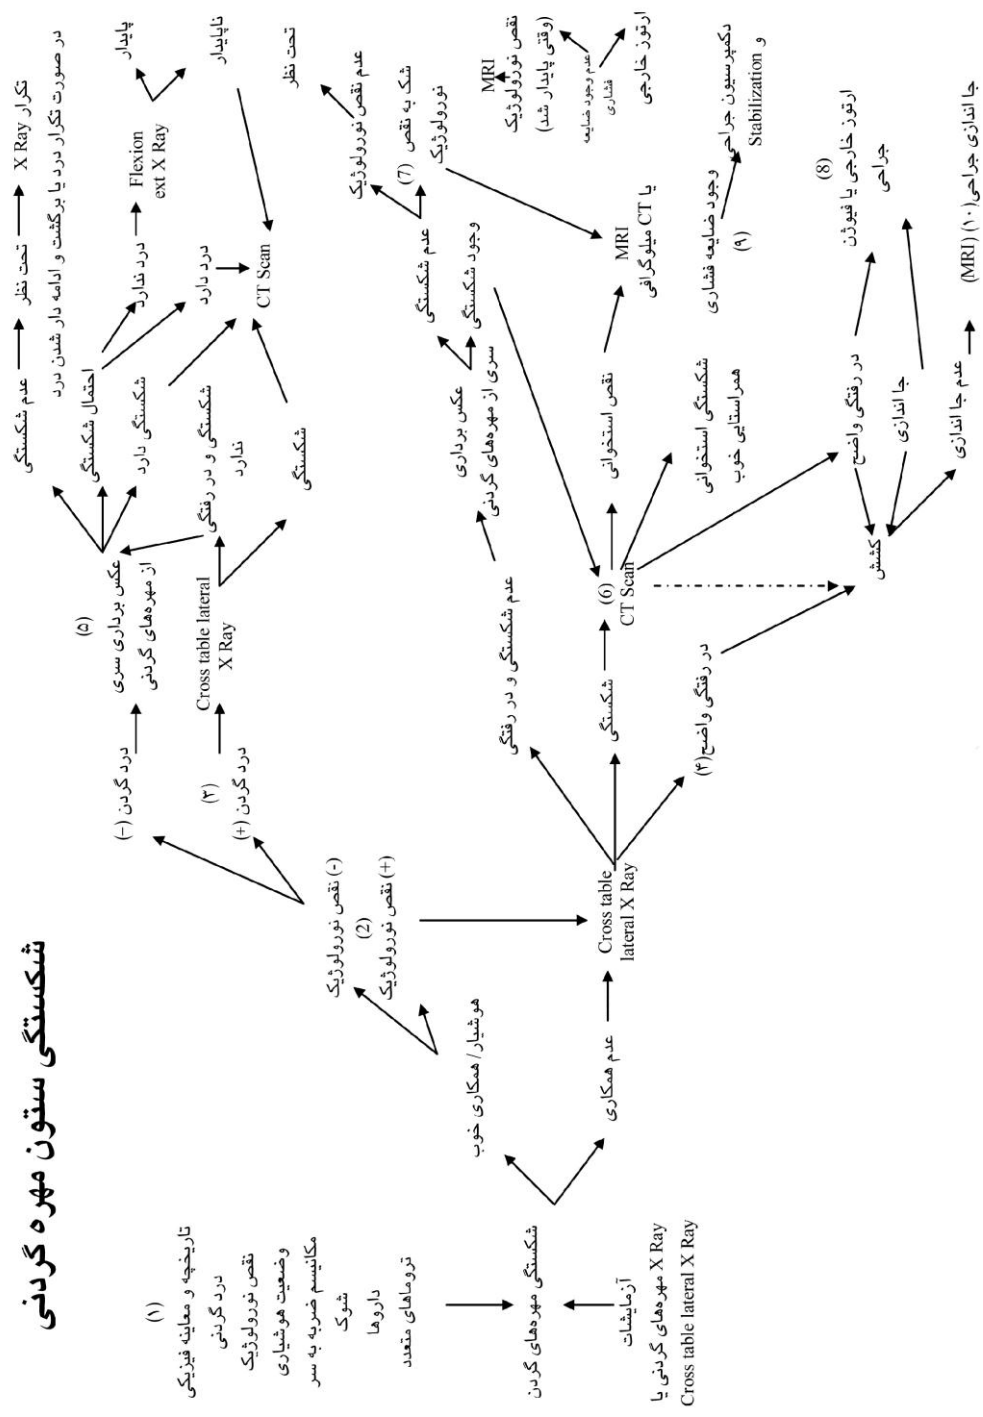 شکستگی ستون مهره گردنی
(۱)
تاریخچه و معاینه فیزیکی
درد گردنی
نقص نورولوژیک
وضعیت هوشیاری
مکانیسم ضربه به سر
شوک
داروها
تروماهای متعدد
شکستگی مهره‌های گردن
آزمایشات
X Ray مهره‌های گردنی یا
Cross table lateral X Ray
هوشیار/ همکاری خوب
عدم همکاری
نقص نورولوژیک (-)
(2)
نقص نورولوژیک (+)
Cross table
lateral X Ray
درد گردن (–)
(۳)
درد گردن (+)
(۵)
عکس برداری سری
از مهره‌های گردنی
Cross table lateral
X Ray
عدم شکستگی و در رفتگی
شکستگی
در رفتگی واضح(۴)
(6)
CT Scan
کشش
عدم شکستگی
احتمال شکستگی
شکستگی دارد
شکستگی و در رفتگی
ندارد
شکستگی
عکس برداری
سری از مهره‌های گردنی
نقص استخوانی
شکستگی استخوانی
همراستایی خوب
در رفتگی واضح
جا اندازی
عدم جا اندازی
تحت نظر
تکرار X Ray
در صورت تکرار درد یا برگشت و ادامه دار شدن درد
درد ندارد
درد دارد
Flexion
ext X Ray
پایدار
ناپایدار
CT Scan
عدم شکستگی
وجود شکستگی
عدم نقص نورولوژیک
تحت نظر
(7)
شک به نقص
نورولوژیک
MRI
یا CT میلوگرافی
MRI
نقص نورولوژیک
(وقتی پایدار شد)
عدم وجود ضایعه
فشاری
ارتوز خارجی
وجود ضایعه فشاری
(۹)
دکمپرسیون جراحی
و Stabilization
(8)
ارتوز خارجی یا فیوژن
جراحی
(MRI) جا اندازی جراحی(۱۰)